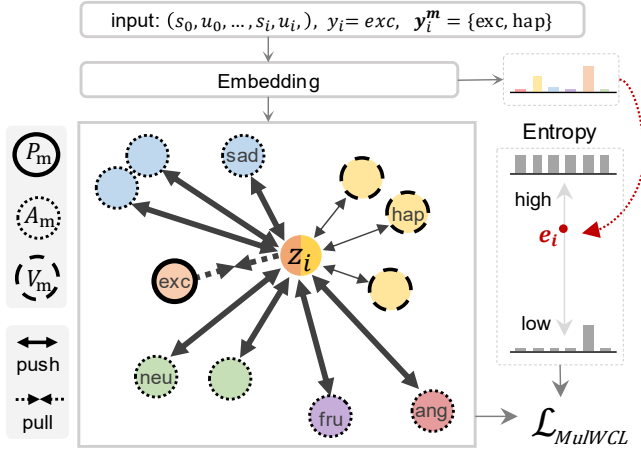 input: (s₀, u₀, ..., sᵢ, uᵢ,), yᵢ= exc, yᵢᵐ = {exc, hap}
Embedding
Pₘ
Aₘ
Vₘ
push
pull
sad
hap
zᵢ
exc
neu
fru
ang
Entropy
high
eᵢ
low
ℒ_MulWCL